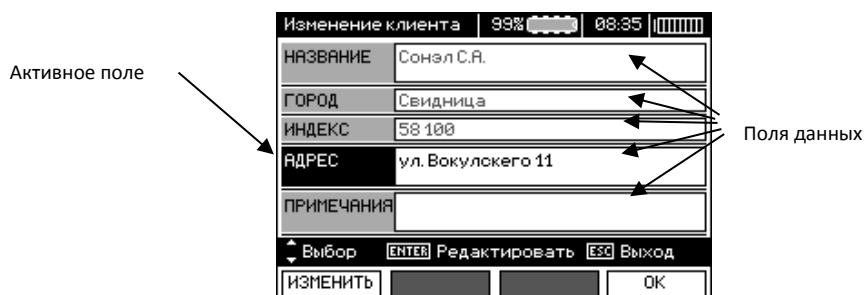 Изменение клиента 99% 08:35
НАЗВАНИЕ Сонэл С.А.
Активное поле
ГОРОД Свидница
ИНДЕКС 58 100
Поля данных
АДРЕС ул. Вокулского 11
ПРИМЕЧАНИЯ
Выбор ENTER Редактировать ESC Выход
ИЗМЕНИТЬ OK